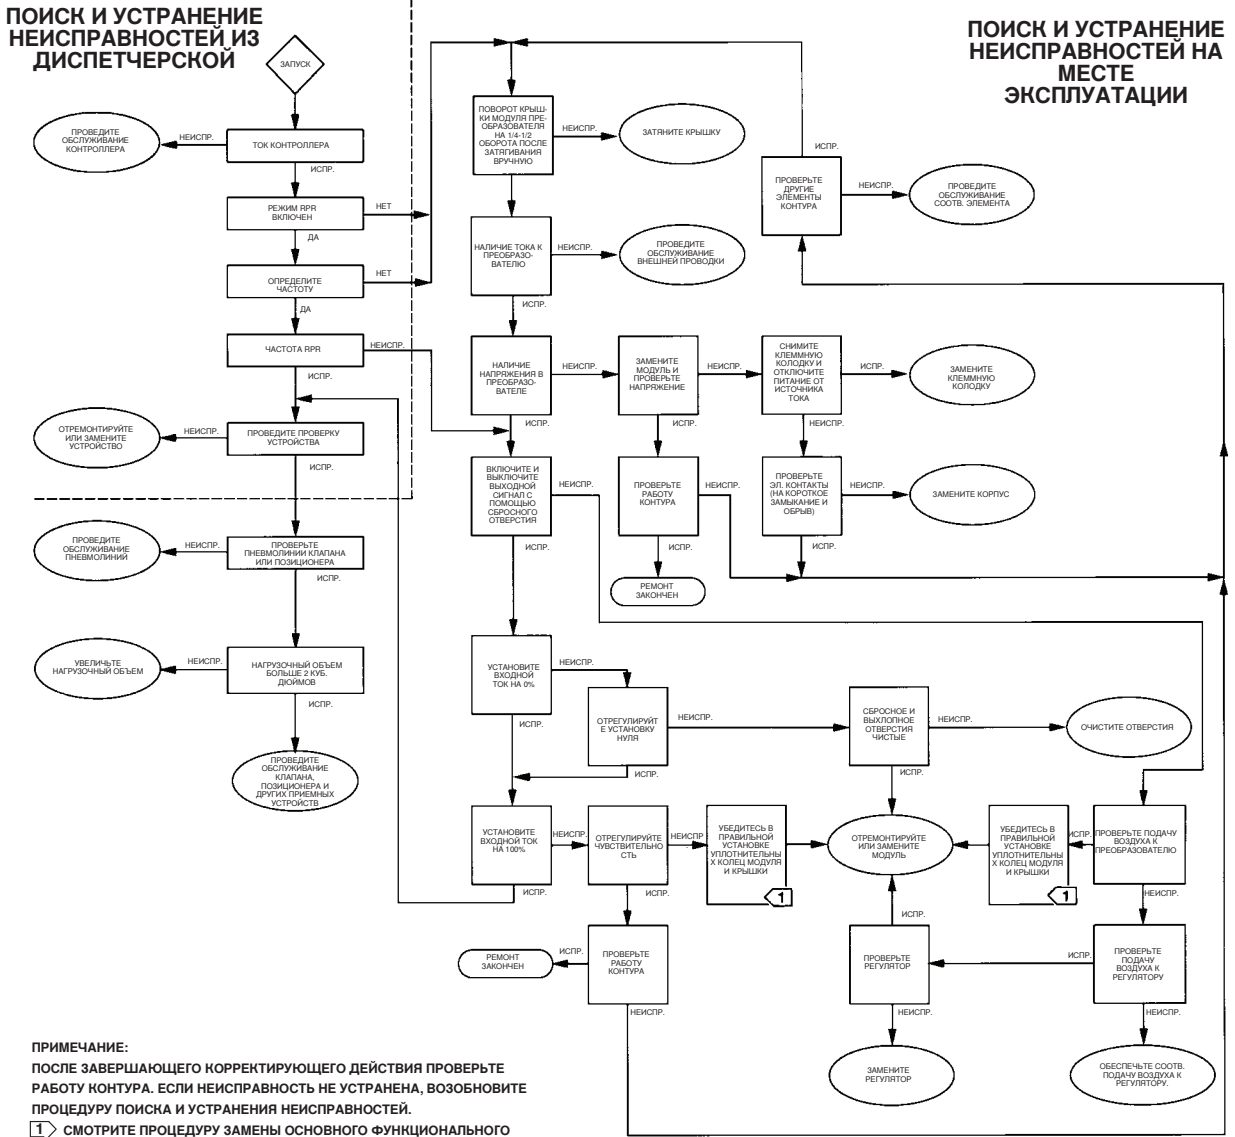 ПОИСК И УСТРАНЕНИЕ
НЕИСПРАВНОСТЕЙ ИЗ
ДИСПЕТЧЕРСКОЙ
ПОИСК И УСТРАНЕНИЕ
НЕИСПРАВНОСТЕЙ НА
МЕСТЕ
ЭКСПЛУАТАЦИИ
ЗАПУСК
ПРОВЕДИТЕ
ОБСЛУЖИВАНИЕ
КОНТРОЛЛЕРА
НЕИСПР.
ТОК КОНТРОЛЛЕРА
ИСПР.
РЕЖИМ RPR
ВКЛЮЧЕН
НЕТ
ДА
ОПРЕДЕЛИТЕ
ЧАСТОТУ
НЕТ
ДА
ЧАСТОТА RPR
НЕИСПР.
ИСПР.
ОТРЕМОНТИРУЙТЕ
ИЛИ ЗАМЕНИТЕ
УСТРОЙСТВО
НЕИСПР.
ПРОВЕДИТЕ ПРОВЕРКУ
УСТРОЙСТВА
ИСПР.
ПРОВЕДИТЕ
ОБСЛУЖИВАНИЕ
ПНЕВМОЛИНИЙ
НЕИСПР.
ПРОВЕРЬТЕ
ПНЕВМОЛИНИИ КЛАПАНА
ИЛИ ПОЗИЦИОНЕРА
ИСПР.
УВЕЛИЧЬТЕ
НАГРУЗОЧНЫЙ ОБЪЕМ
НЕИСПР.
НАГРУЗОЧНЫЙ ОБЪЕМ
БОЛЬШЕ 2 КУБ.
ДЮЙМОВ
ИСПР.
ПРОВЕДИТЕ
ОБСЛУЖИВАНИЕ
КЛАПАНА,
ПОЗИЦИОНЕРА И
ДРУГИХ ПРИЕМНЫХ
УСТРОЙСТВ
ПОВОРОТ КРЫШ-
КИ МОДУЛЯ ПРЕ-
ОБРАЗОВАТЕЛЯ
НА 1/4-1/2
ОБОРОТА ПОСЛЕ
ЗАТЯГИВАНИЯ
ВРУЧНУЮ
НЕИСПР.
ЗАТЯНИТЕ КРЫШКУ
ИСПР.
ПРОВЕРЬТЕ
ДРУГИЕ
ЭЛЕМЕНТЫ
КОНТУРА
НЕИСПР.
ПРОВЕДИТЕ
ОБСЛУЖИВАНИЕ
СООТВ. ЭЛЕМЕНТА
НАЛИЧИЕ ТОКА К
ПРЕОБРАЗО-
ВАТЕЛЮ
НЕИСПР.
ПРОВЕДИТЕ
ОБСЛУЖИВАНИЕ
ВНЕШНЕЙ ПРОВОДКИ
ИСПР.
НАЛИЧИЕ
НАПРЯЖЕНИЯ В
ПРЕОБРАЗО-
ВАТЕЛЕ
НЕИСПР.
ИСПР.
ЗАМЕНИТЕ
МОДУЛЬ И
ПРОВЕРЬТЕ
НАПРЯЖЕНИЕ
НЕИСПР.
ИСПР.
СНИМИТЕ
КЛЕММНУЮ
КОЛОДКУ И
ОТКЛЮЧИТЕ
ПИТАНИЕ ОТ
ИСТОЧНИКА
ТОКА
ИСПР.
НЕИСПР.
ЗАМЕНИТЕ
КЛЕММНУЮ
КОЛОДКУ
ВКЛЮЧИТЕ И
ВЫКЛЮЧИТЕ
ВЫХОДНОЙ
СИГНАЛ С
ПОМОЩЬЮ
СБРОСНОГО
ОТВЕРСТИЯ
НЕИСПР.
ИСПР.
ПРОВЕРЬТЕ
РАБОТУ
КОНТУРА
НЕИСПР.
ИСПР.
ПРОВЕРЬТЕ
ЭЛ. КОНТАКТЫ
(НА КОРОТКОЕ
ЗАМЫКАНИЕ И
ОБРЫВ)
НЕИСПР.
ИСПР.
ЗАМЕНИТЕ КОРПУС
РЕМОНТ
ЗАКОНЧЕН
УСТАНОВИТЕ
ВХОДНОЙ
ТОК НА 0%
НЕИСПР.
ИСПР.
ОТРЕГУЛИРУЙТ
Е УСТАНОВКУ
НУЛЯ
НЕИСПР.
ИСПР.
СБРОСНОЕ И
ВЫХЛОПНОЕ
ОТВЕРСТИЯ
ЧИСТЫЕ
НЕИСПР.
ИСПР.
ОЧИСТИТЕ ОТВЕРСТИЯ
УСТАНОВИТЕ
ВХОДНОЙ ТОК
НА 100%
НЕИСПР.
ИСПР.
ОТРЕГУЛИРУЙТЕ
ЧУВСТВИТЕЛЬНО
СТЬ
НЕИСПР
ИСПР.
УБЕДИТЕСЬ В
ПРАВИЛЬНОЙ
УСТАНОВКЕ
УПЛОТНИТЕЛЬНЫ
Х КОЛЕЦ МОДУЛЯ
И КРЫШКИ
1
ОТРЕМОНТИРУЙТЕ
ИЛИ ЗАМЕНИТЕ
МОДУЛЬ
УБЕДИТЕСЬ В
ПРАВИЛЬНОЙ
УСТАНОВКЕ
УПЛОТНИТЕЛЬНЫ
Х КОЛЕЦ МОДУЛЯ
И КРЫШКИ
1
ИСПР.
ПРОВЕРЬТЕ ПОДАЧУ
ВОЗДУХА К
ПРЕОБРАЗОВАТЕЛЮ
НЕИСПР.
РЕМОНТ
ЗАКОНЧЕН
ИСПР.
ПРОВЕРЬТЕ
РАБОТУ
КОНТУРА
НЕИСПР.
ИСПР.
ПРОВЕРЬТЕ
РЕГУЛЯТОР
НЕИСПР.
ИСПР.
ПРОВЕРЬТЕ
ПОДАЧУ
ВОЗДУХА К
РЕГУЛЯТОРУ
НЕИСПР.
ЗАМЕНИТЕ
РЕГУЛЯТОР
ОБЕСПЕЧЬТЕ СООТВ.
ПОДАЧУ ВОЗДУХА К
РЕГУЛЯТОРУ.
ПРИМЕЧАНИЕ:
ПОСЛЕ ЗАВЕРШАЮЩЕГО КОРРЕКТИРУЮЩЕГО ДЕЙСТВИЯ ПРОВЕРЬТЕ
РАБОТУ КОНТУРА. ЕСЛИ НЕИСПРАВНОСТЬ НЕ УСТРАНЕНА, ВОЗОБНОВИТЕ
ПРОЦЕДУРУ ПОИСКА И УСТРАНЕНИЯ НЕИСПРАВНОСТЕЙ.
1 СМОТРИТЕ ПРОЦЕДУРУ ЗАМЕНЫ ОСНОВНОГО ФУНКЦИОНАЛЬНОГО